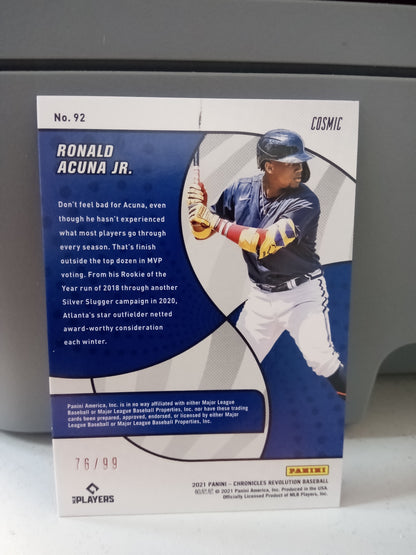 No. 92
COSMIC
RONALD
ACUNA JR.
Don't feel bad for Acuna, even
though he hasn't experienced
what most players go through
every season. That's finish
outside the top dozen in MVP
voting. From his Rookie of the
Year run of 2018 through another
Silver Slugger campaign in 2020,
Atlanta's star outfielder netted
award-worthy consideration
each winter.
Panini America, Inc. is in no way affiliated with either Major League
Baseball or Major League Baseball Properties, Inc. nor have these trading
cards been prepared, approved, endorsed, or licensed by either Major
League Baseball or Major League Baseball Properties, Inc.
76/99
PANINI
PLAYERS
2021 PANINI – CHRONICLES REVOLUTION BASEBALL
© 2021 Panini America, Inc. Produced in the USA.
Officially Licensed Product of MLB Players, Inc.